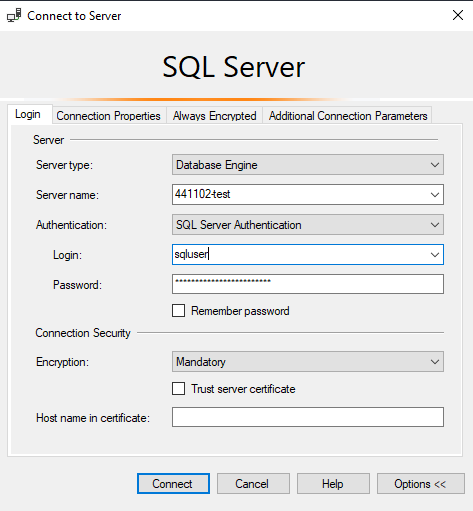 Connect to Server
SQL Server
Login Connection Properties Always Encrypted Additional Connection Parameters
Server
Server type: Database Engine
Server name: 441102-test
Authentication: SQL Server Authentication
Login: sqluser
Password: ************************
Remember password
Connection Security
Encryption: Mandatory
Trust server certificate
Host name in certificate:
Connect Cancel Help Options <<